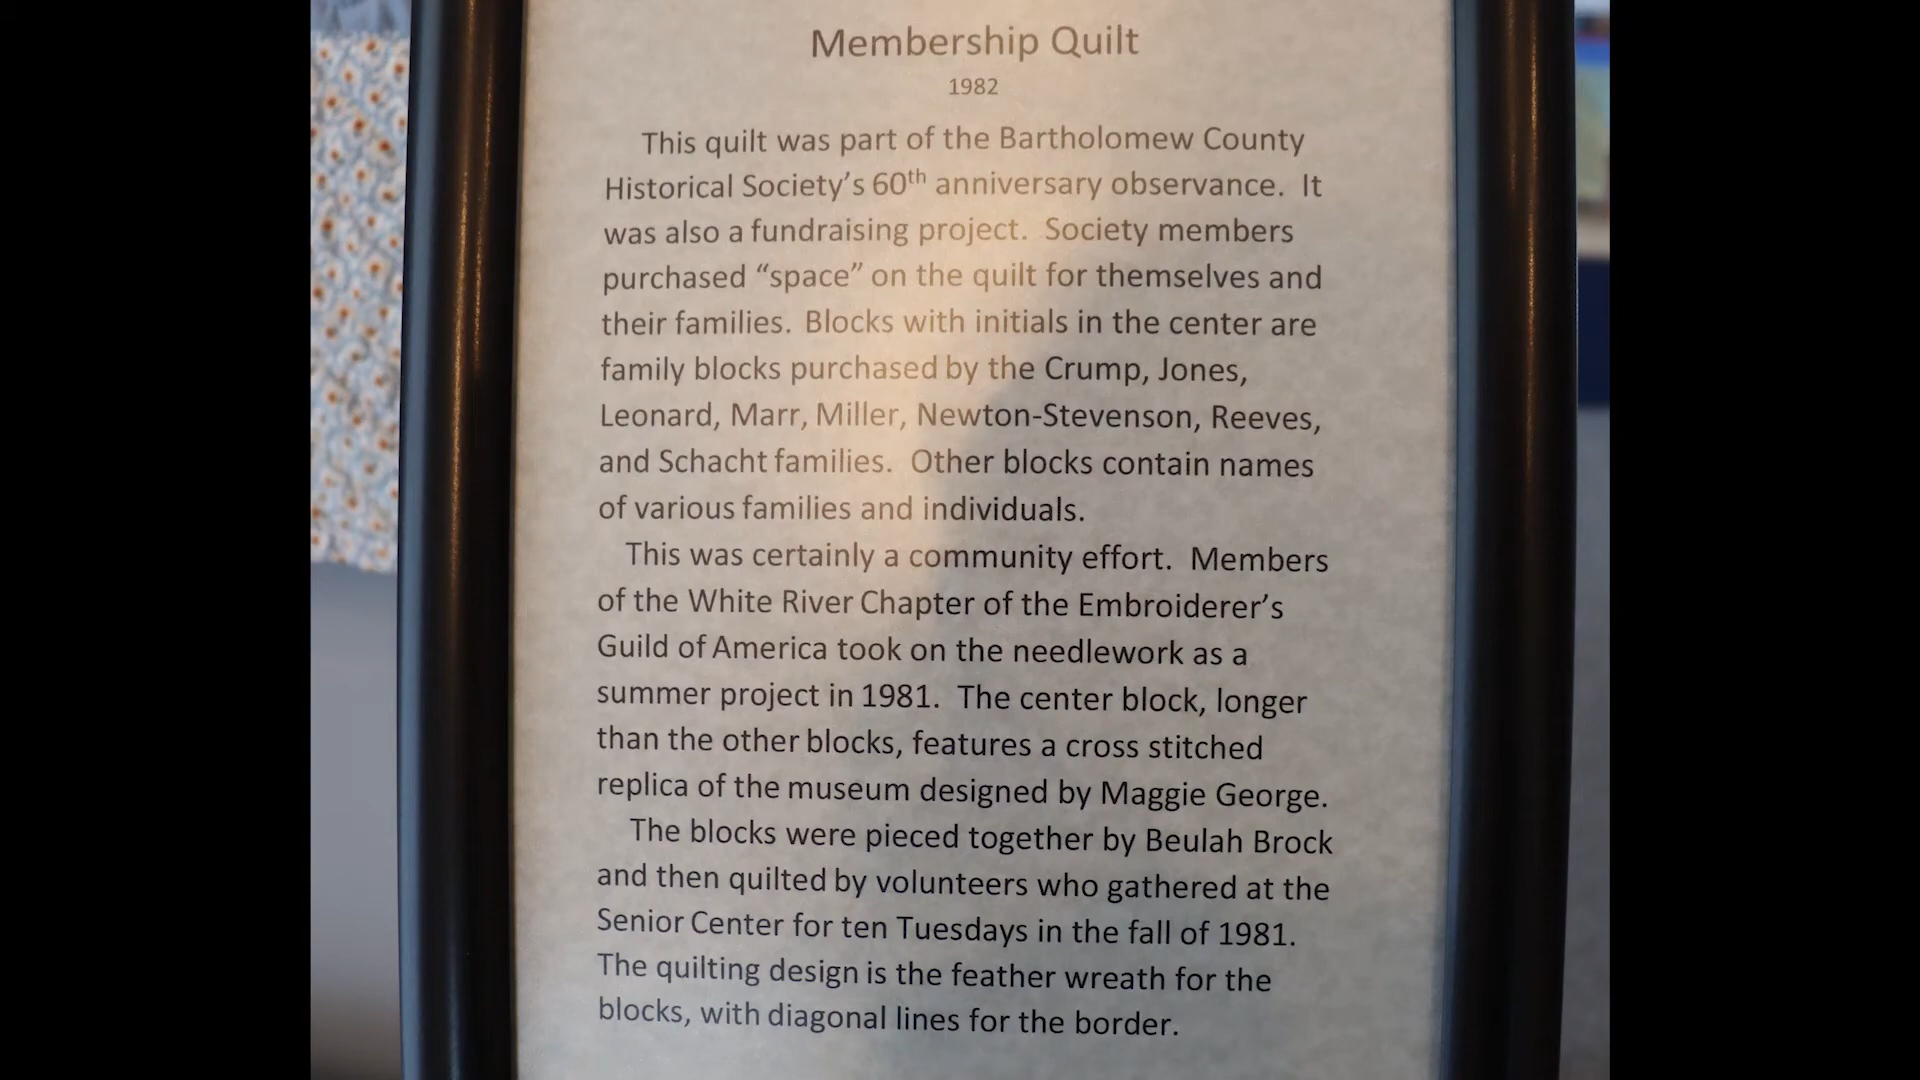 Membership Quilt
1982
This quilt was part of the Bartholomew County
Historical Society’s 60th anniversary observance. It
was also a fundraising project. Society members
purchased “space” on the quilt for themselves and
their families. Blocks with initials in the center are
family blocks purchased by the Crump, Jones,
Leonard, Marr, Miller, Newton-Stevenson, Reeves,
and Schacht families. Other blocks contain names
of various families and individuals.
This was certainly a community effort. Members
of the White River Chapter of the Embroiderer’s
Guild of America took on the needlework as a
summer project in 1981. The center block, longer
than the other blocks, features a cross stitched
replica of the museum designed by Maggie George.
The blocks were pieced together by Beulah Brock
and then quilted by volunteers who gathered at the
Senior Center for ten Tuesdays in the fall of 1981.
The quilting design is the feather wreath for the
blocks, with diagonal lines for the border.